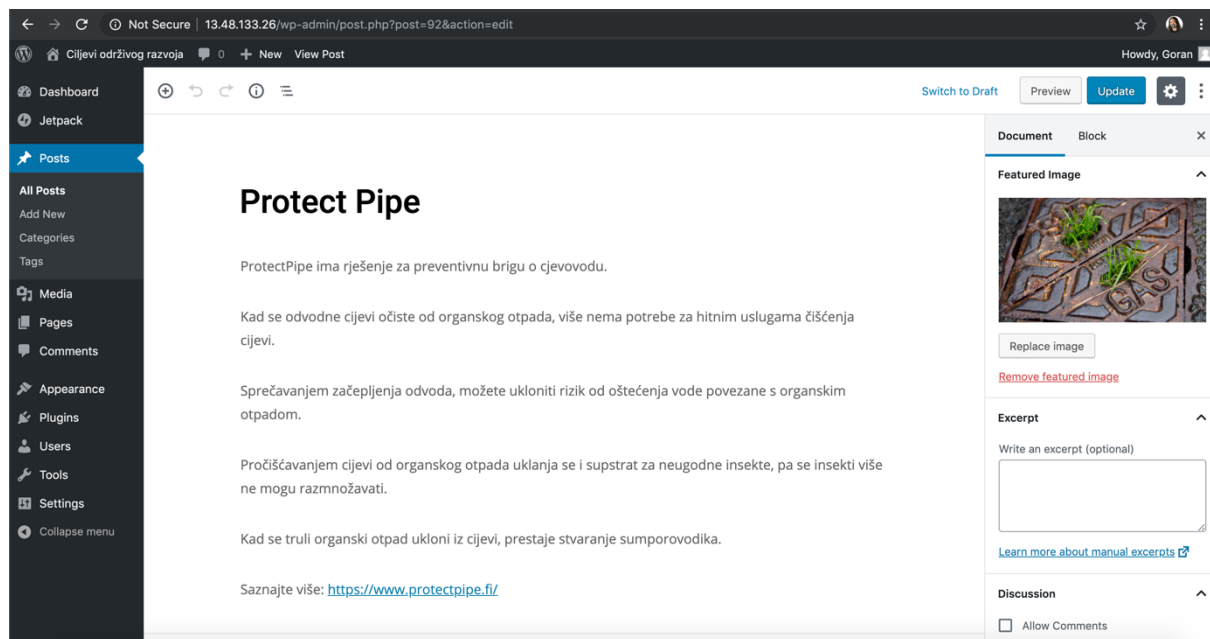 Not Secure | 13.48.133.26/wp-admin/post.php?post=92&action=edit
Ciljevi održivog razvoja 0 + New View Post Howdy, Goran
Dashboard
Jetpack
Posts
All Posts
Add New
Categories
Tags
Media
Pages
Comments
Appearance
Plugins
Users
Tools
Settings
Collapse menu
Switch to Draft Preview Update
Protect Pipe
ProtectPipe ima rješenje za preventivnu brigu o cjevovodu.
Kad se odvodne cijevi očiste od organskog otpada, više nema potrebe za hitnim uslugama čišćenja
cijevi.
Sprečavanjem začepljenja odvoda, možete ukloniti rizik od oštećenja vode povezane s organskim
otpadom.
Pročišćavanjem cijevi od organskog otpada uklanja se i supstrat za neugodne insekte, pa se insekti više
ne mogu razmnožavati.
Kad se truli organski otpad ukloni iz cijevi, prestaje stvaranje sumporovodika.
Saznajte više: https://www.protectpipe.fi/
Document Block
Featured Image
GAS
Replace image
Remove featured image
Excerpt
Write an excerpt (optional)
Learn more about manual excerpts
Discussion
Allow Comments